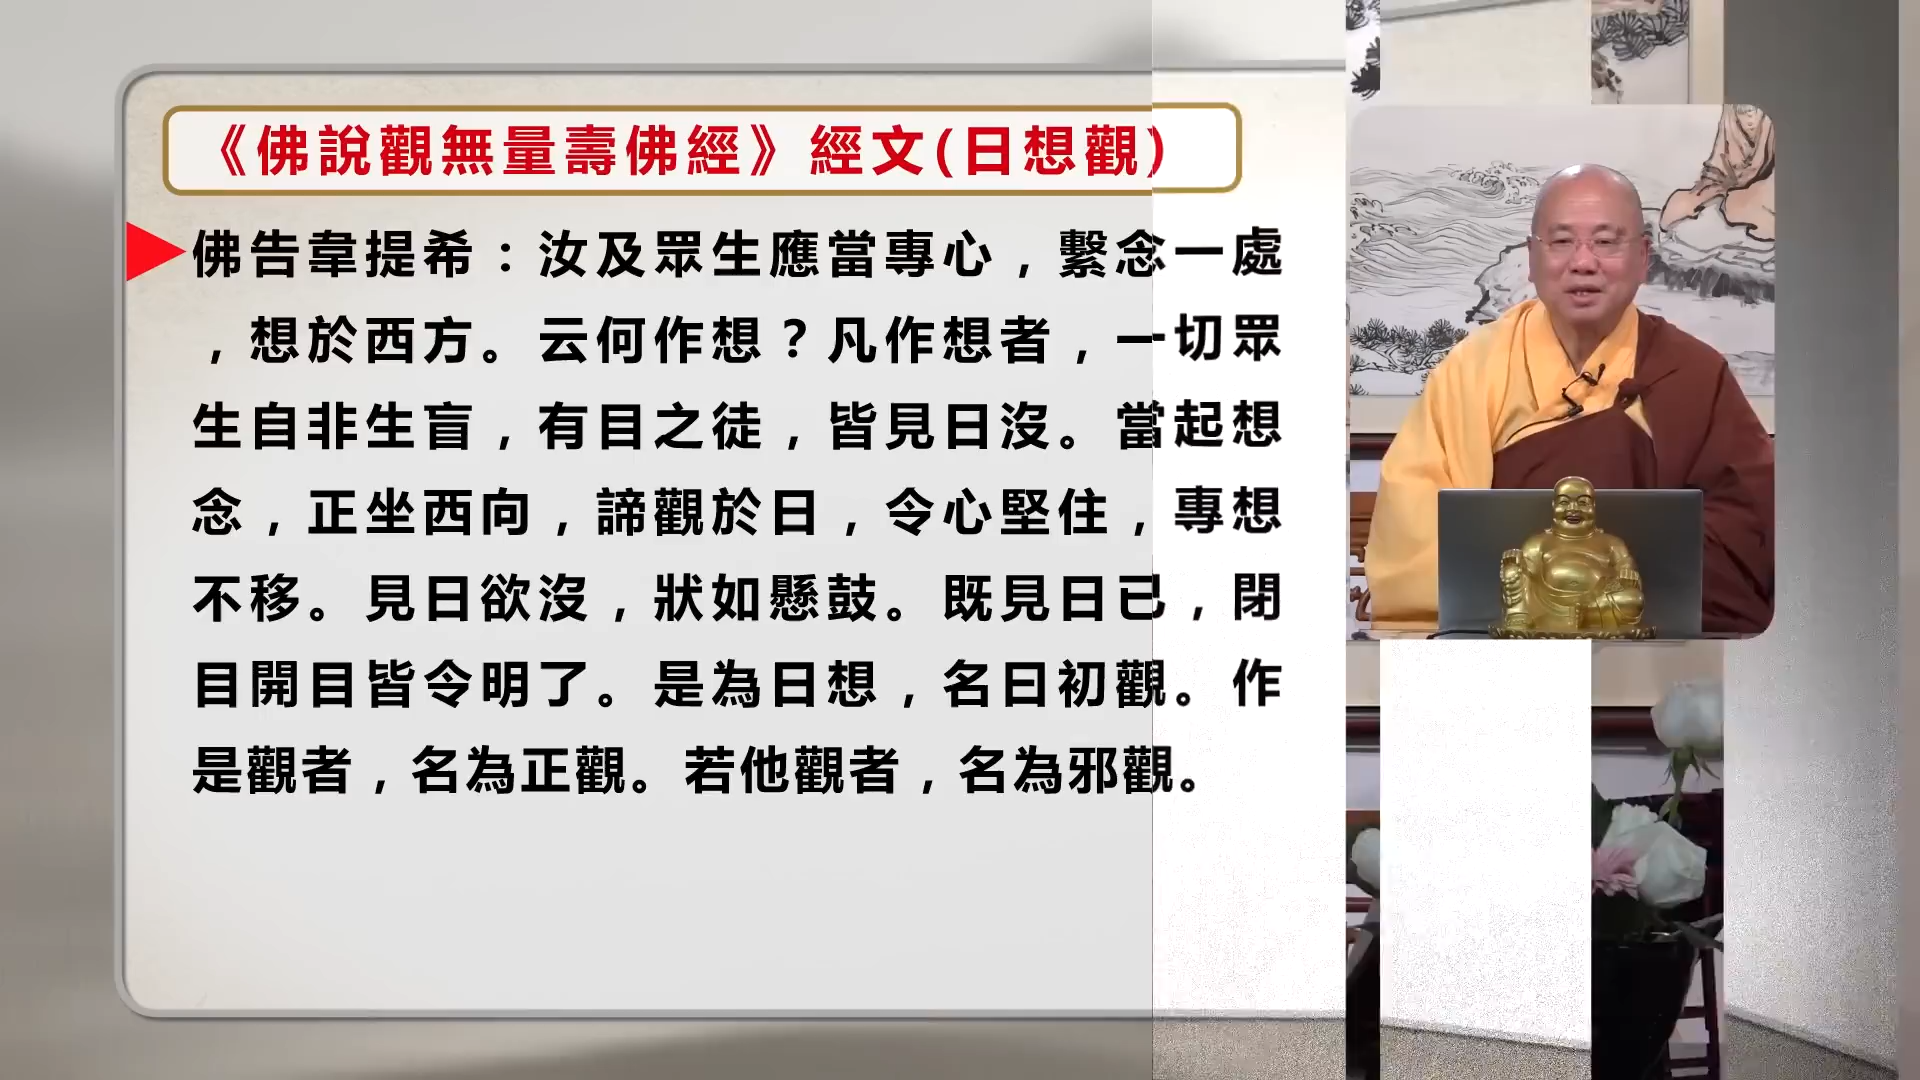 《佛說觀無量壽佛經》經文(日想觀)
佛告韋提希：汝及眾生應當專心，繫念一處
，想於西方。云何作想？凡作想者，一切眾
生自非生盲，有目之徒，皆見日沒。當起想
念，正坐西向，諦觀於日，令心堅住，專想
不移。見日欲沒，狀如懸鼓。既見日已，閉
目開目皆令明了。是為日想，名曰初觀。作
是觀者，名為正觀。若他觀者，名為邪觀。